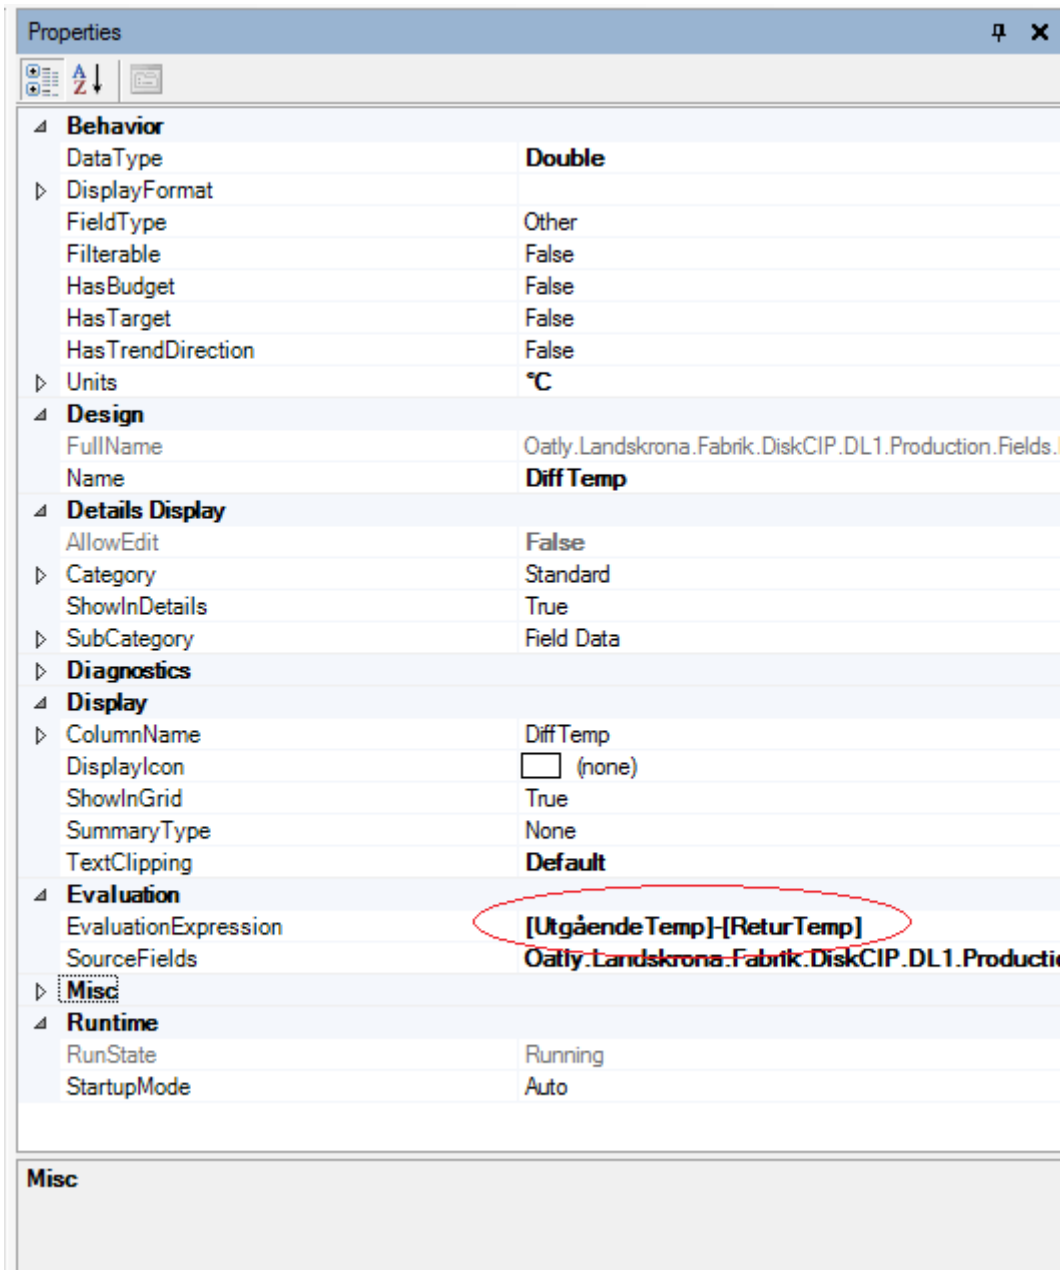 Properties
A
Z
Behavior
DataType Double
DisplayFormat
FieldType Other
Filterable False
HasBudget False
HasTarget False
HasTrendDirection False
Units °C
Design
FullName Oatly.Landskrona.Fabrik.DiskCIP.DL1.Production.Fields.
Name DiffTemp
Details Display
AllowEdit False
Category Standard
ShowInDetails True
SubCategory Field Data
Diagnostics
Display
ColumnName DiffTemp
DisplayIcon (none)
ShowInGrid True
SummaryType None
TextClipping Default
Evaluation
EvaluationExpression [UtgåendeTemp]-[ReturTemp]
SourceFields Oatly.Landskrona.Fabrik.DiskCIP.DL1.Producti
Misc
Runtime
RunState Running
StartupMode Auto
Misc